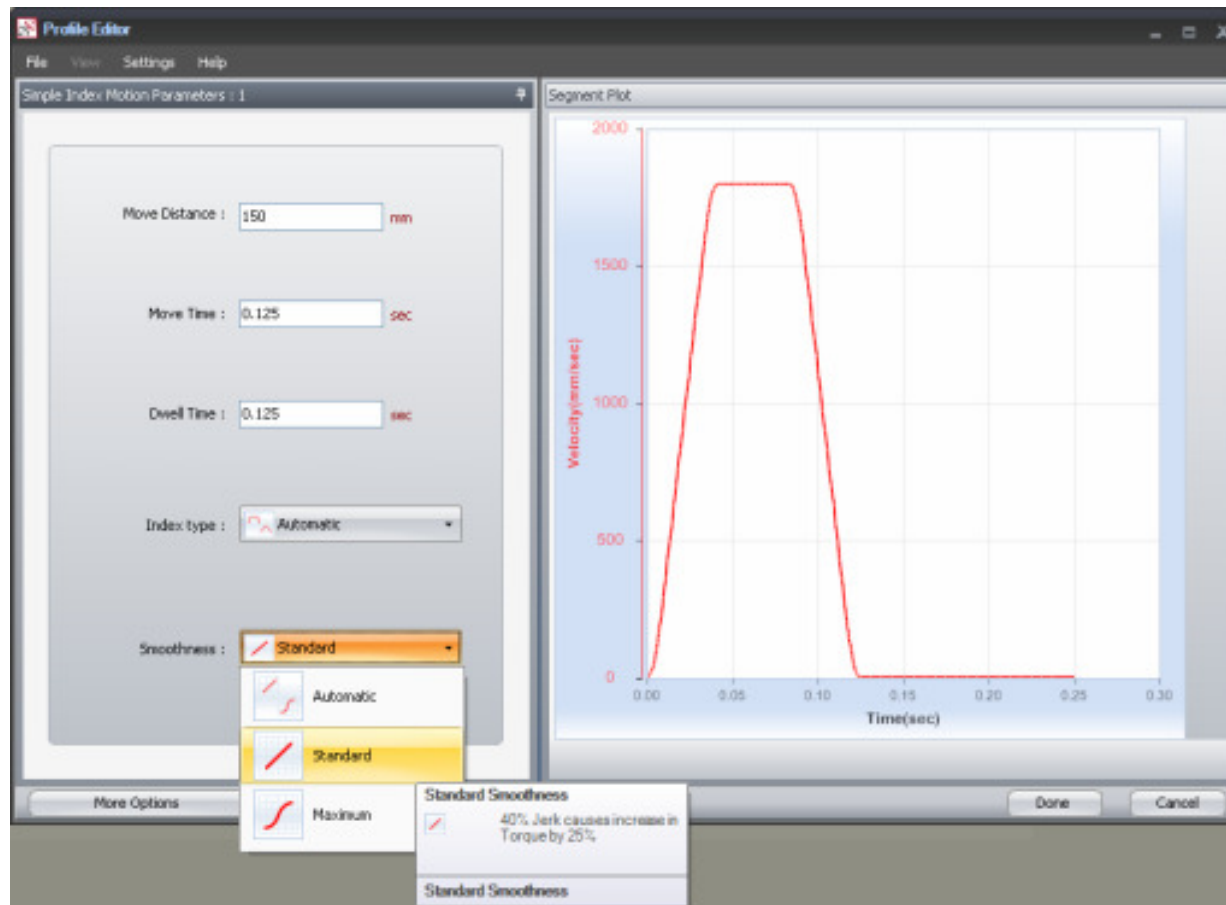 Profile Editor
File View Settings Help
Simple Index Motion Parameters : 1
Move Distance : 150 mm
Move Time : 0.125 sec
Dwell Time : 0.125 sec
Index type : Automatic
Smoothness : Standard
Automatic
Standard
Maximum
More Options
Standard Smoothness
40% Jerk causes increase in
Torque by 25%
Standard Smoothness
Segment Plot
2000
1500
1000
500
0
Velocity(mm/sec)
0.00 0.05 0.10 0.15 0.20 0.25 0.30
Time(sec)
Done Cancel